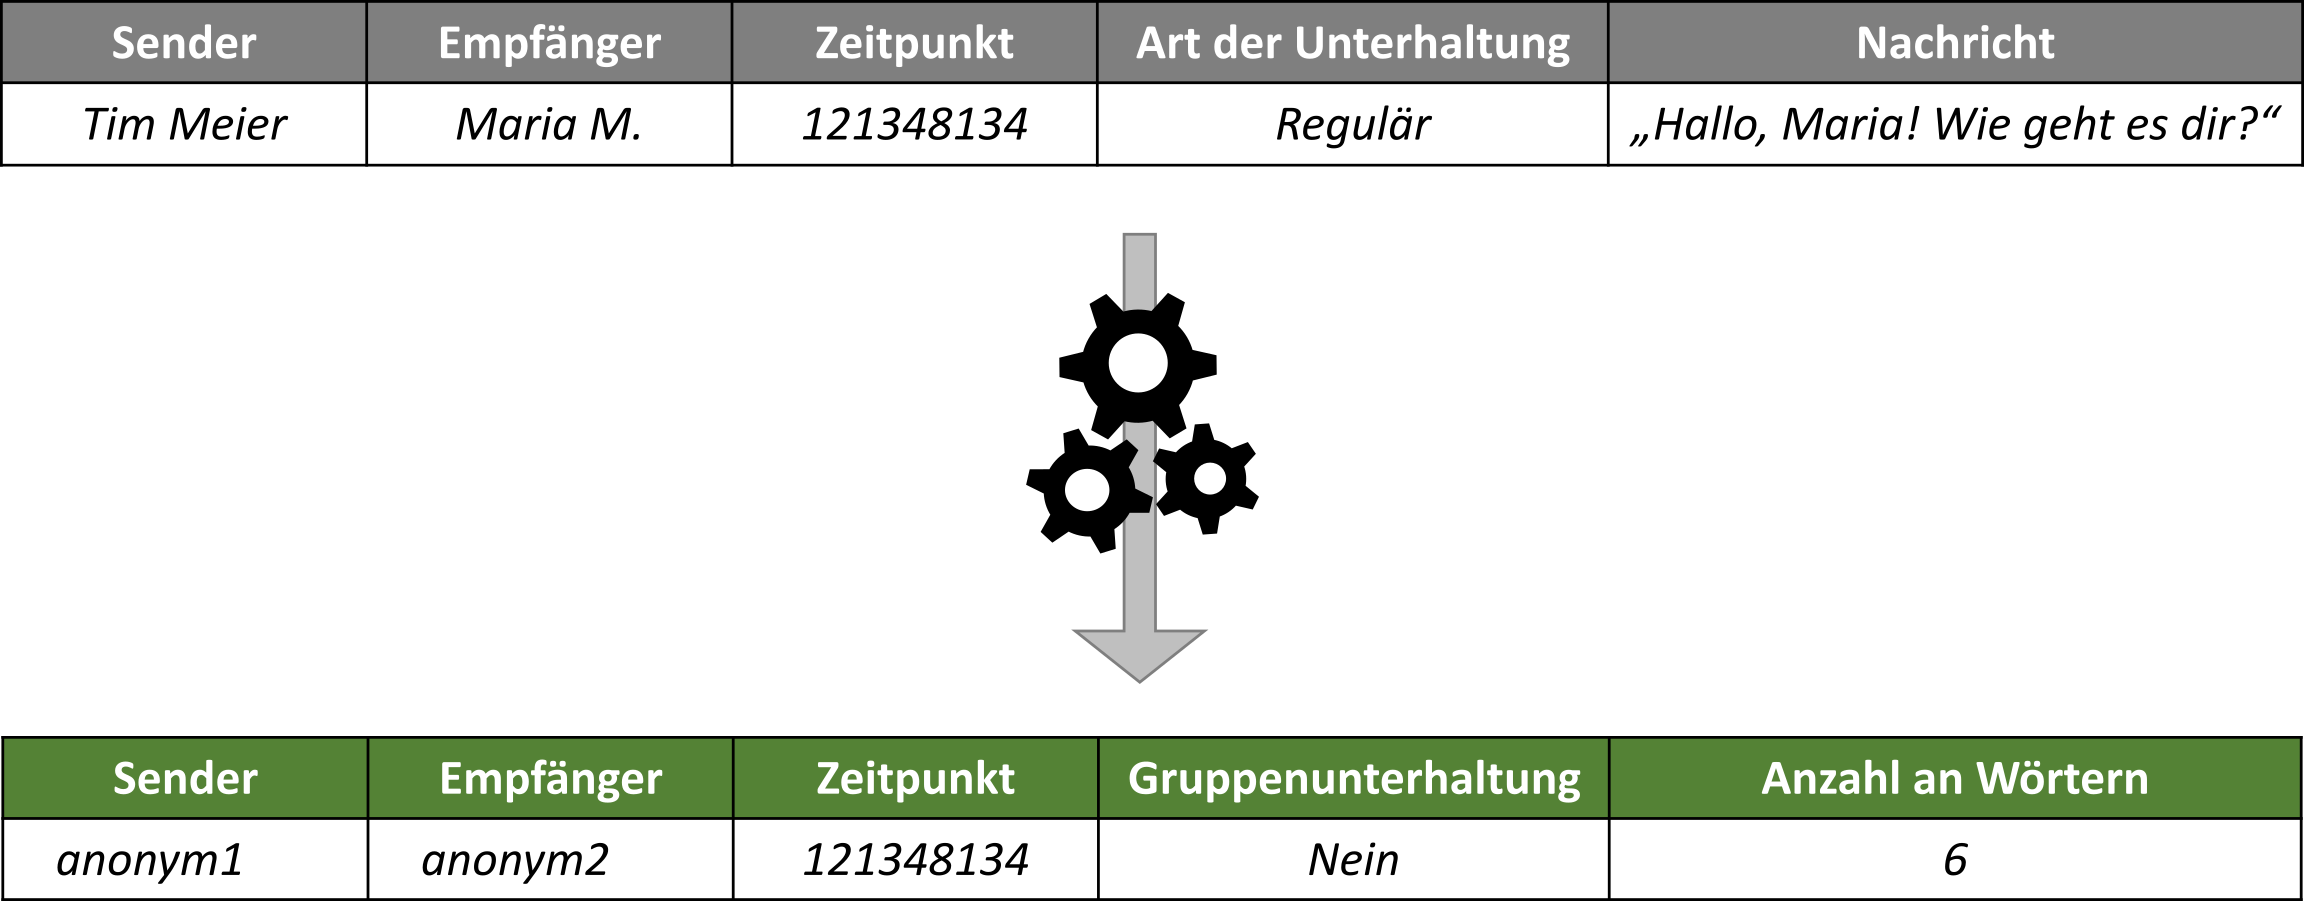 Sender Empfänger Zeitpunkt Art der Unterhaltung Nachricht
Tim Meier Maria M. 121348134 Regulär „Hallo, Maria! Wie geht es dir?“
Sender Empfänger Zeitpunkt Gruppenunterhaltung Anzahl an Wörtern
anonym1 anonym2 121348134 Nein 6